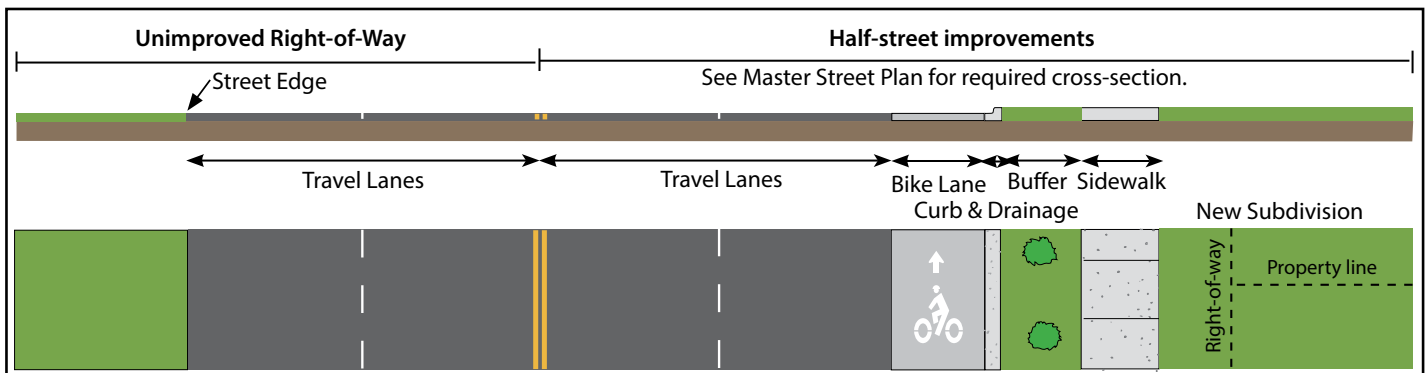 Unimproved Right-of-Way
Half-street improvements
Street Edge
See Master Street Plan for required cross-section.
Travel Lanes
Travel Lanes
Bike Lane
Buffer
Sidewalk
Curb & Drainage
New Subdivision
Right-of-way
Property line